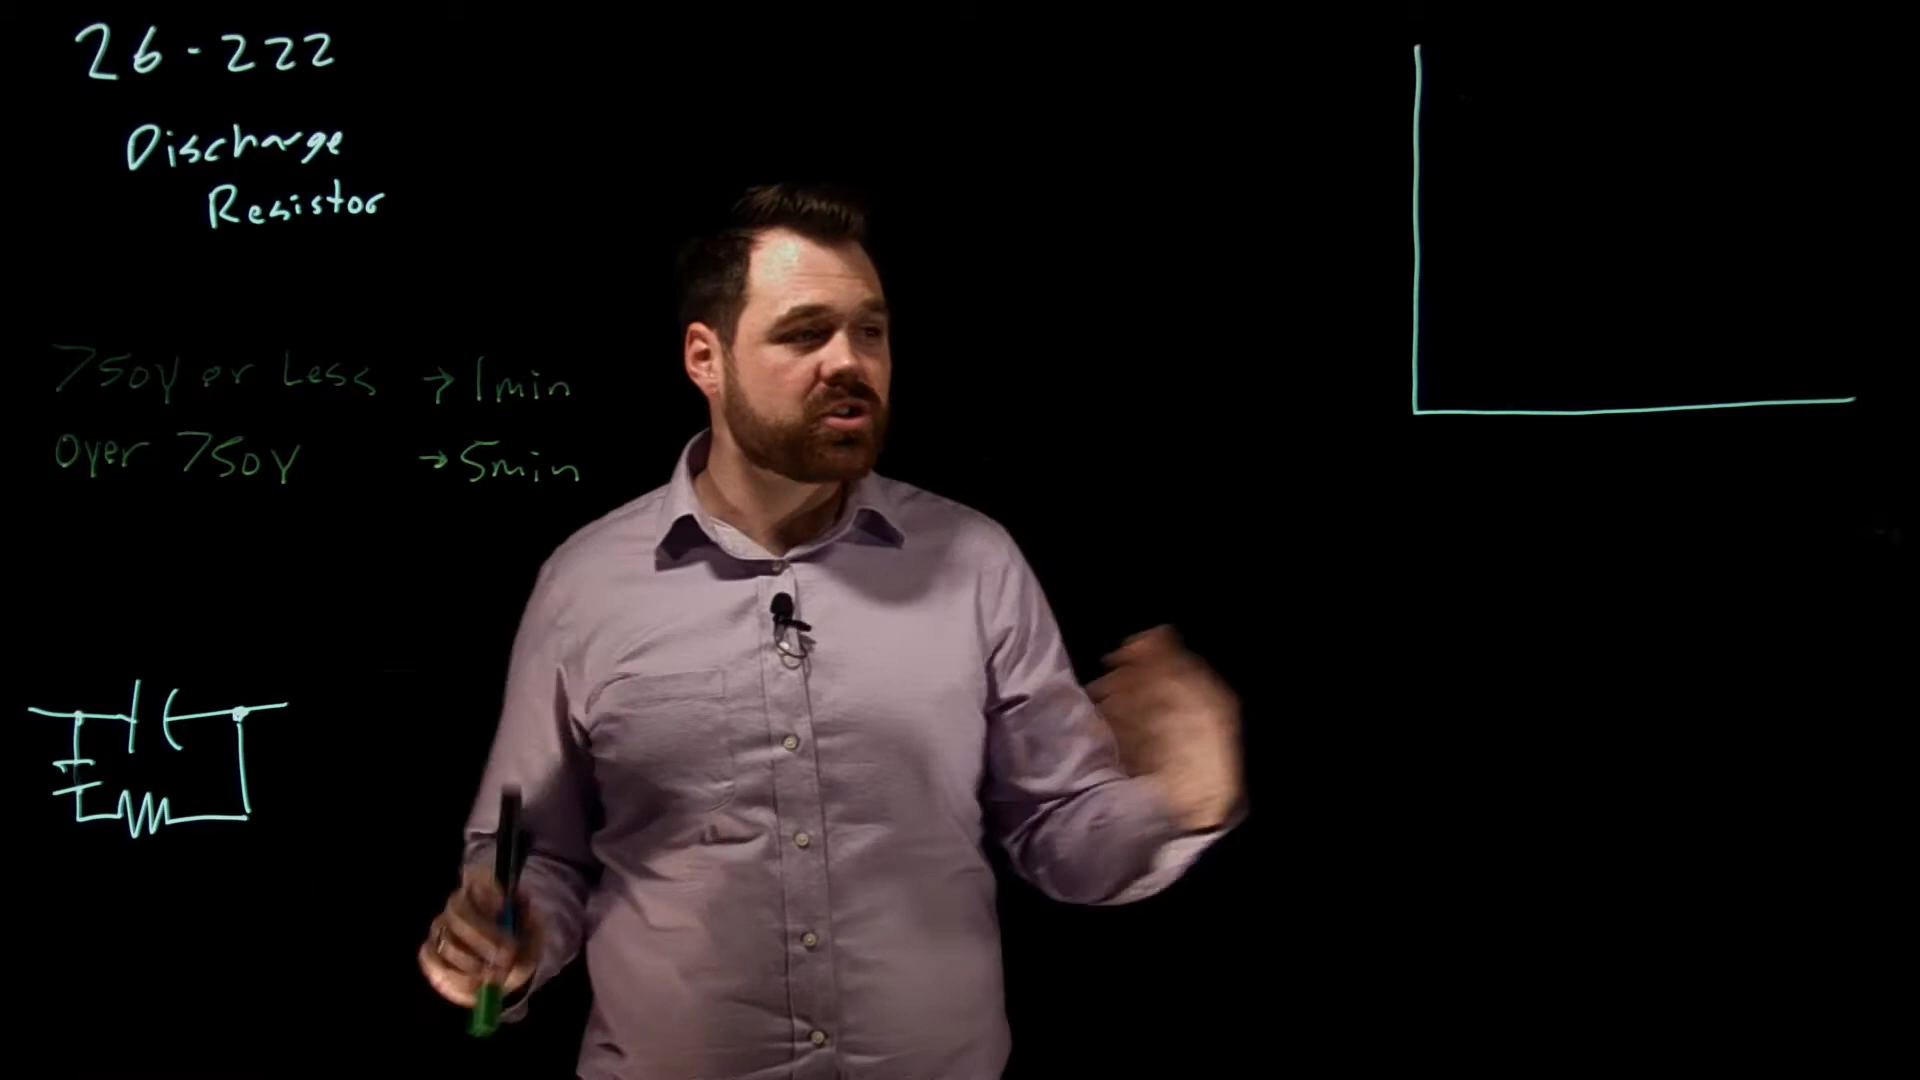 26-222
Discharge
Resistor
750V or Less → 1min
Over 750V → 5min